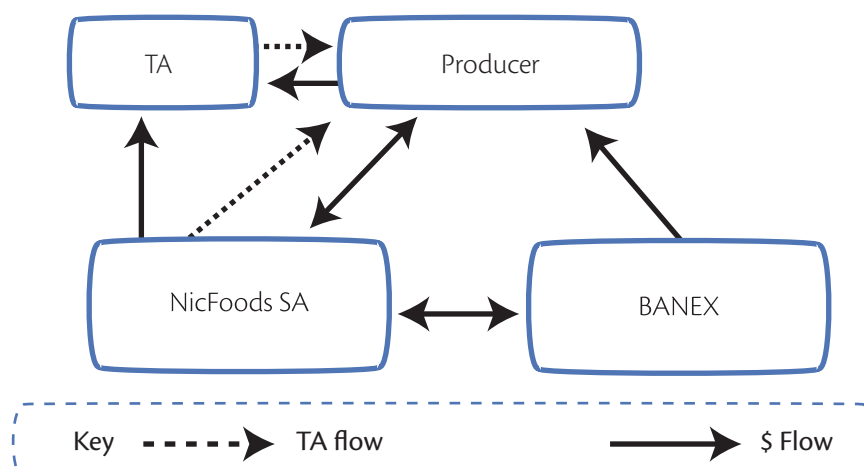 TA
Producer
NicFoods SA
BANEX
Key
TA flow
$ Flow